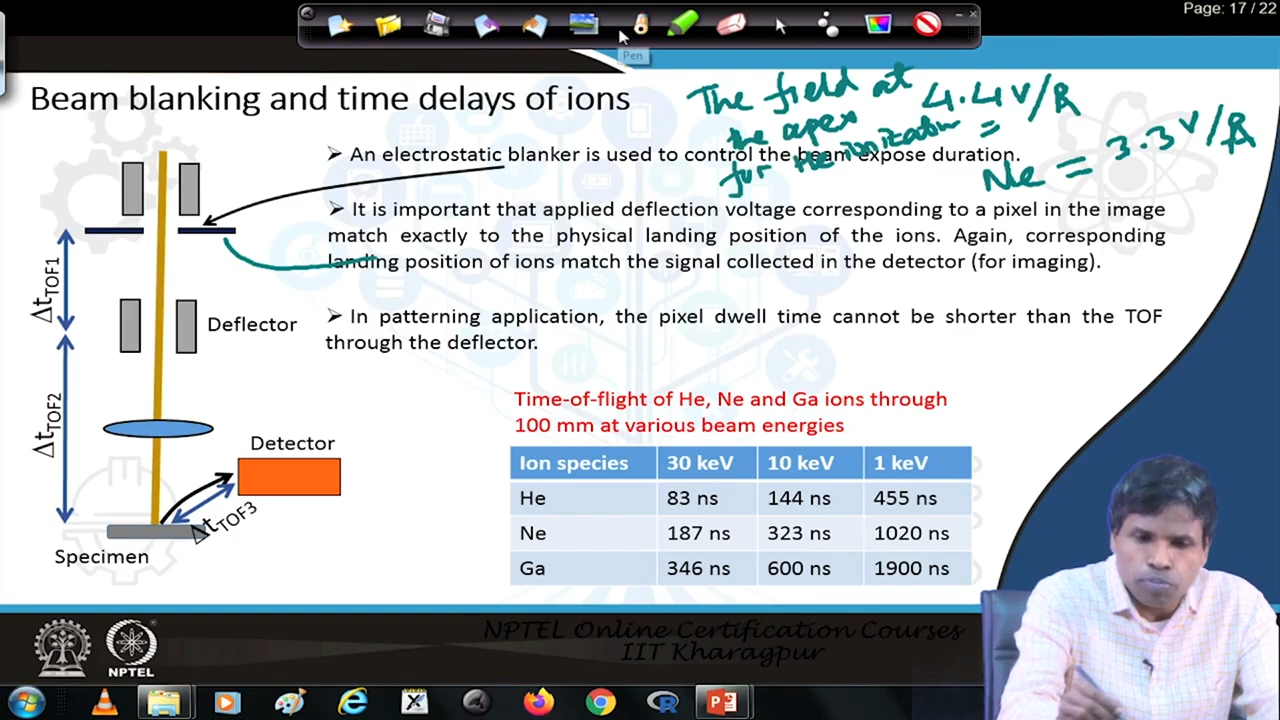 Page: 17 / 22
Pen
Beam blanking and time delays of ions
The field at
the apex
for He ionization =
4.4 V/Å
Ne = 3.3 V/Å
➢ An electrostatic blanker is used to control the beam expose duration.
➢ It is important that applied deflection voltage corresponding to a pixel in the image
match exactly to the physical landing position of the ions. Again, corresponding
landing position of ions match the signal collected in the detector (for imaging).
➢ In patterning application, the pixel dwell time cannot be shorter than the TOF
through the deflector.
ΔtTOF1
Deflector
ΔtTOF2
Detector
ΔtTOF3
Specimen
Time-of-flight of He, Ne and Ga ions through
100 mm at various beam energies
Ion species 30 keV 10 keV 1 keV
He 83 ns 144 ns 455 ns
Ne 187 ns 323 ns 1020 ns
Ga 346 ns 600 ns 1900 ns
NPTEL
NPTEL Online Certification Courses
IIT Kharagpur